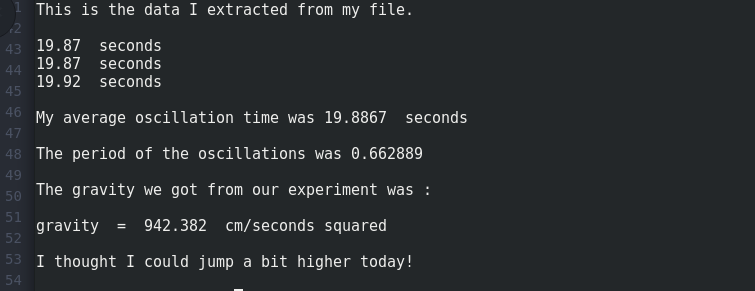 This is the data I extracted from my file.
42
19.87  seconds
43
19.87  seconds
44
19.92  seconds
45
46
My average oscillation time was 19.8867  seconds
47
48
The period of the oscillations was 0.662889
49
50
The gravity we got from our experiment was :
51
gravity  =  942.382  cm/seconds squared
52
53
I thought I could jump a bit higher today!
54